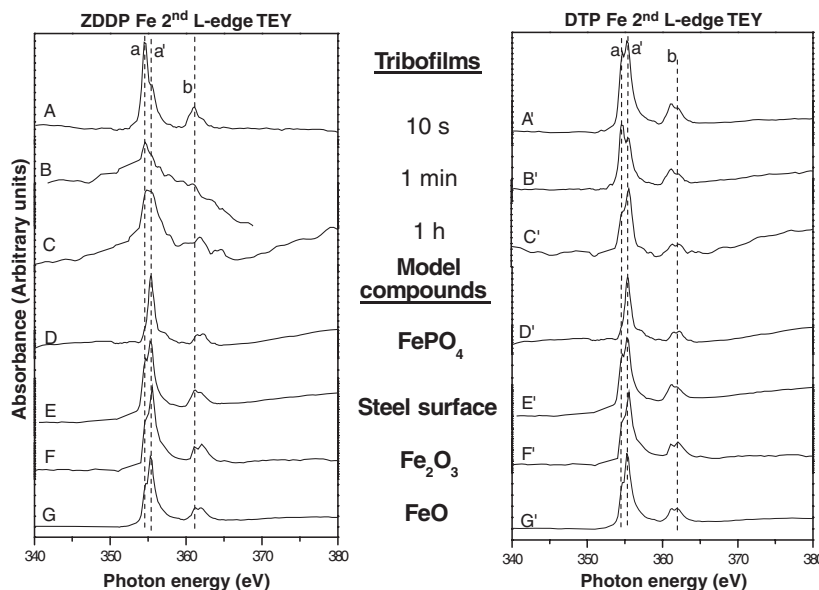 ZDDP Fe 2nd L-edge TEY
DTP Fe 2nd L-edge TEY
Absorbance (Arbitrary units)
a
a'
b
A
B
C
D
E
F
G
340
350
360
370
380
Photon energy (eV)
Tribofilms
10 s
1 min
1 h
Model
compounds
FePO4
Steel surface
Fe2O3
FeO
a
a'
b
A'
B'
C'
D'
E'
F'
G'
340
350
360
370
380
Photon energy (eV)